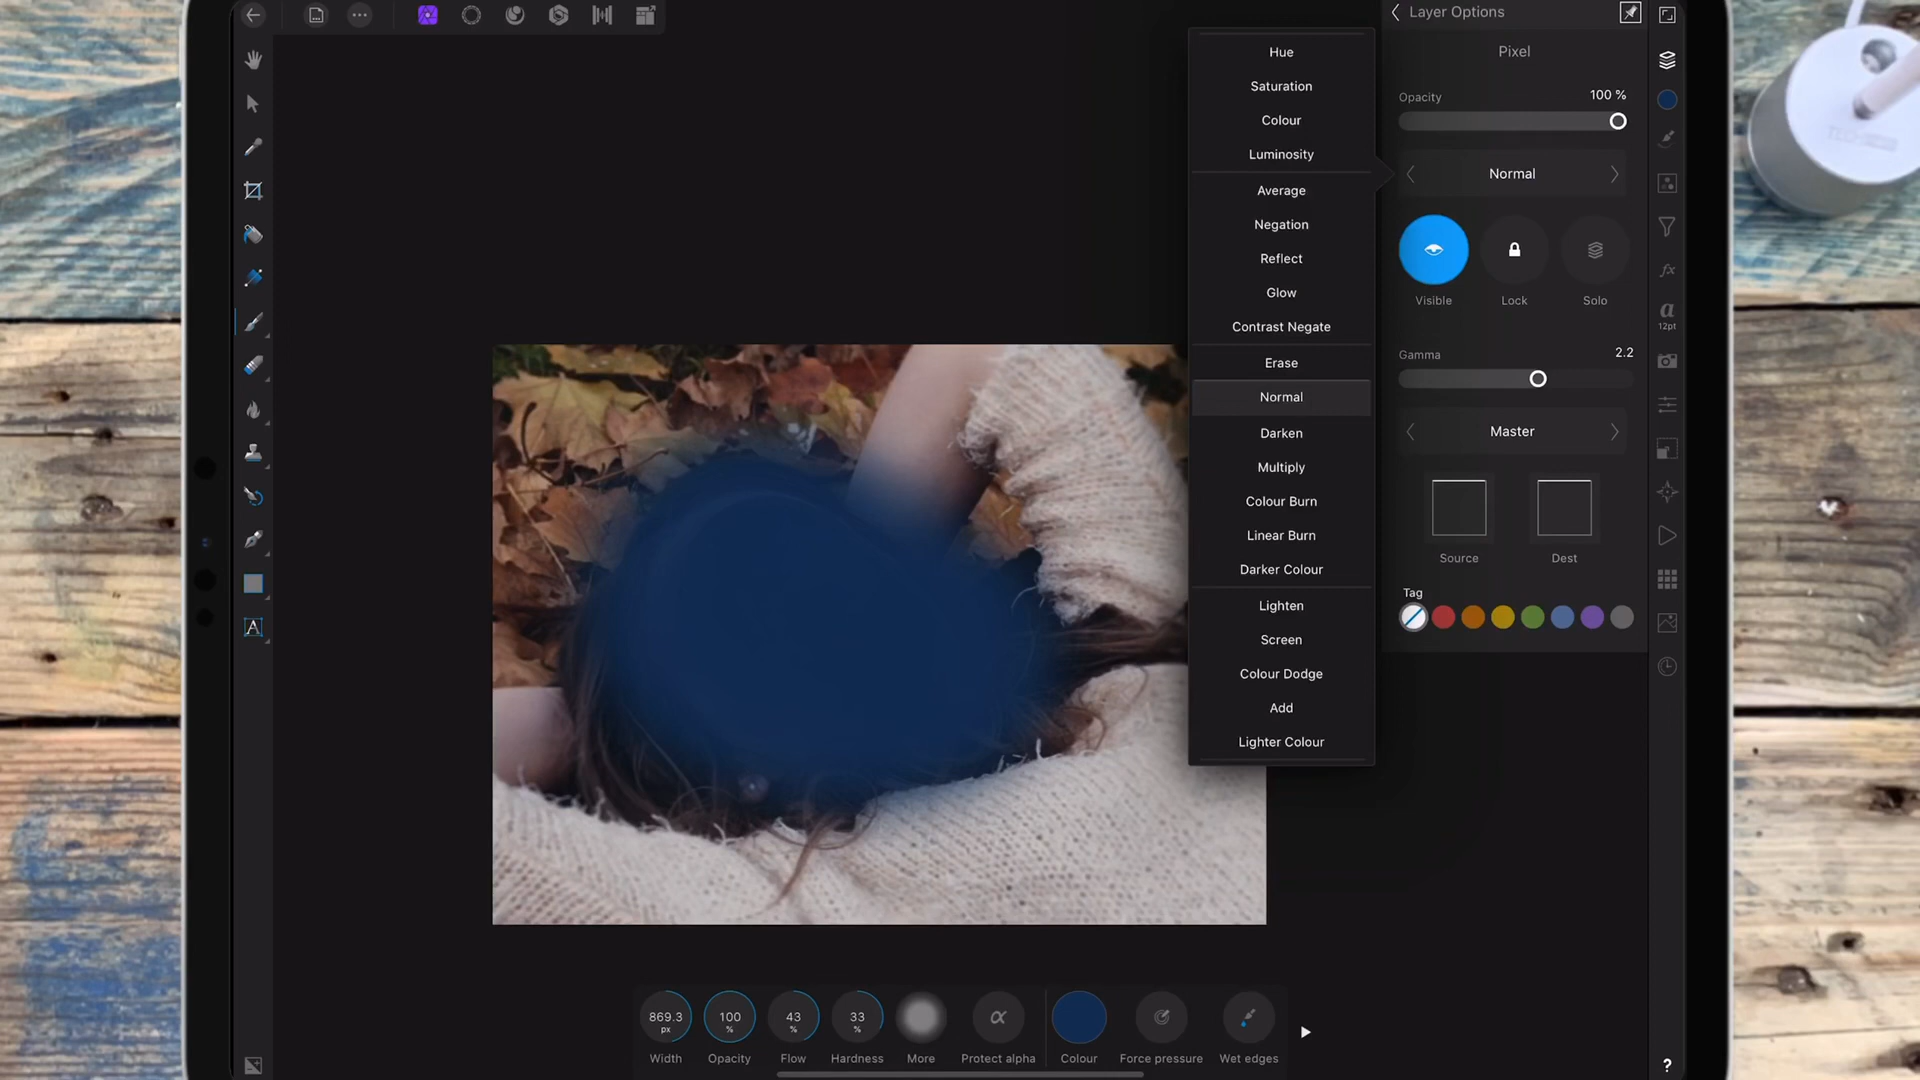 Layer Options
Pixel
Opacity
100 %
Normal
Visible
Lock
Solo
Gamma
2.2
Master
Source
Dest
Tag
Hue
Saturation
Colour
Luminosity
Average
Negation
Reflect
Glow
Contrast Negate
Erase
Normal
Darken
Multiply
Colour Burn
Linear Burn
Darker Colour
Lighten
Screen
Colour Dodge
Add
Lighter Colour
a
12pt
fx
A
869.3 px
100 %
43 %
33 %
α
Width
Opacity
Flow
Hardness
More
Protect alpha
Colour
Force pressure
Wet edges
?